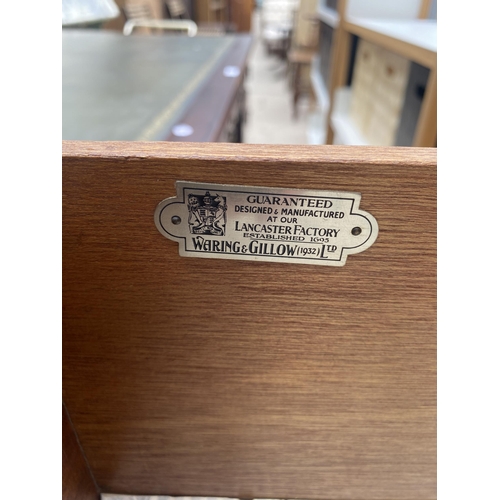 GUARANTEED
DESIGNED & MANUFACTURED
AT OUR
LANCASTER FACTORY
ESTABLISHED 1695
WARING & GILLOW (1932) LTD